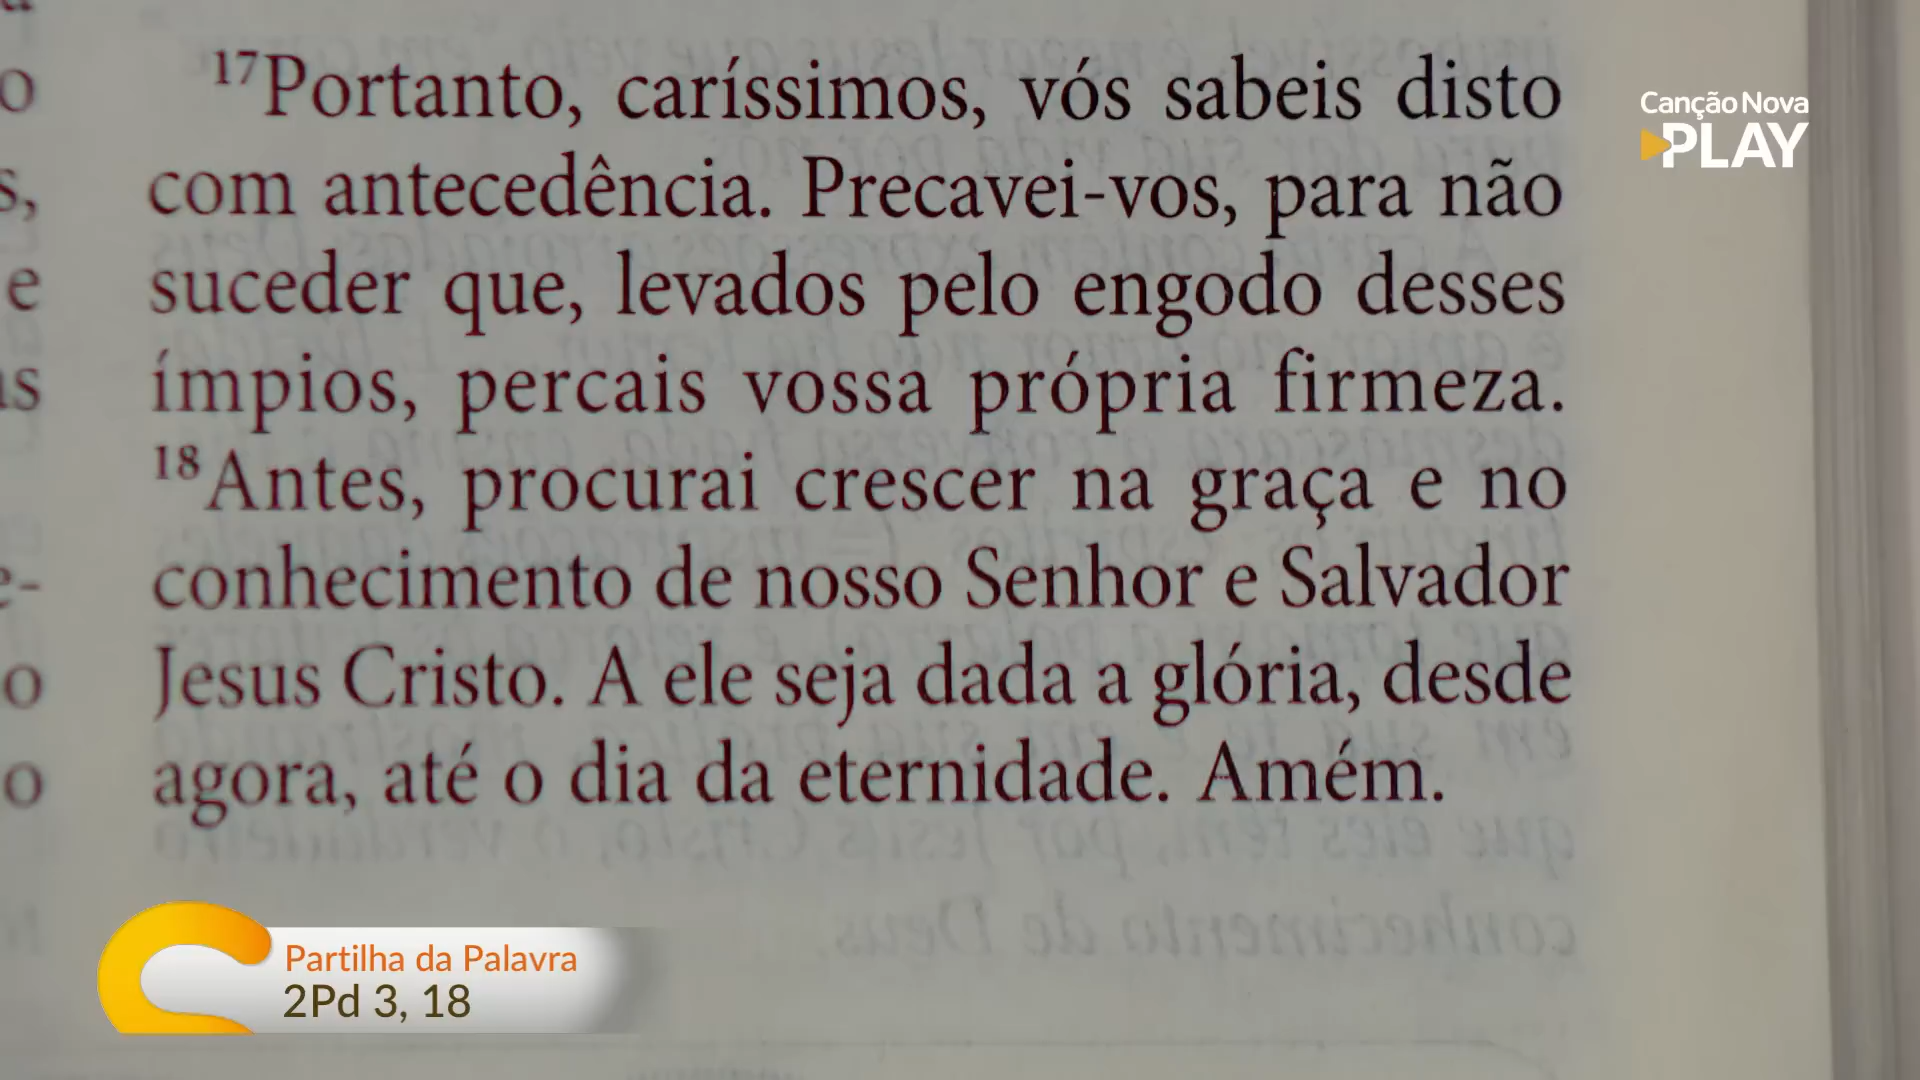 17Portanto, caríssimos, vós sabeis disto
com antecedência. Precavei-vos, para não
suceder que, levados pelo engodo desses
ímpios, percais vossa própria firmeza.
18Antes, procurai crescer na graça e no
conhecimento de nosso Senhor e Salvador
Jesus Cristo. A ele seja dada a glória, desde
agora, até o dia da eternidade. Amém.
Canção Nova
PLAY
Partilha da Palavra
2Pd 3, 18